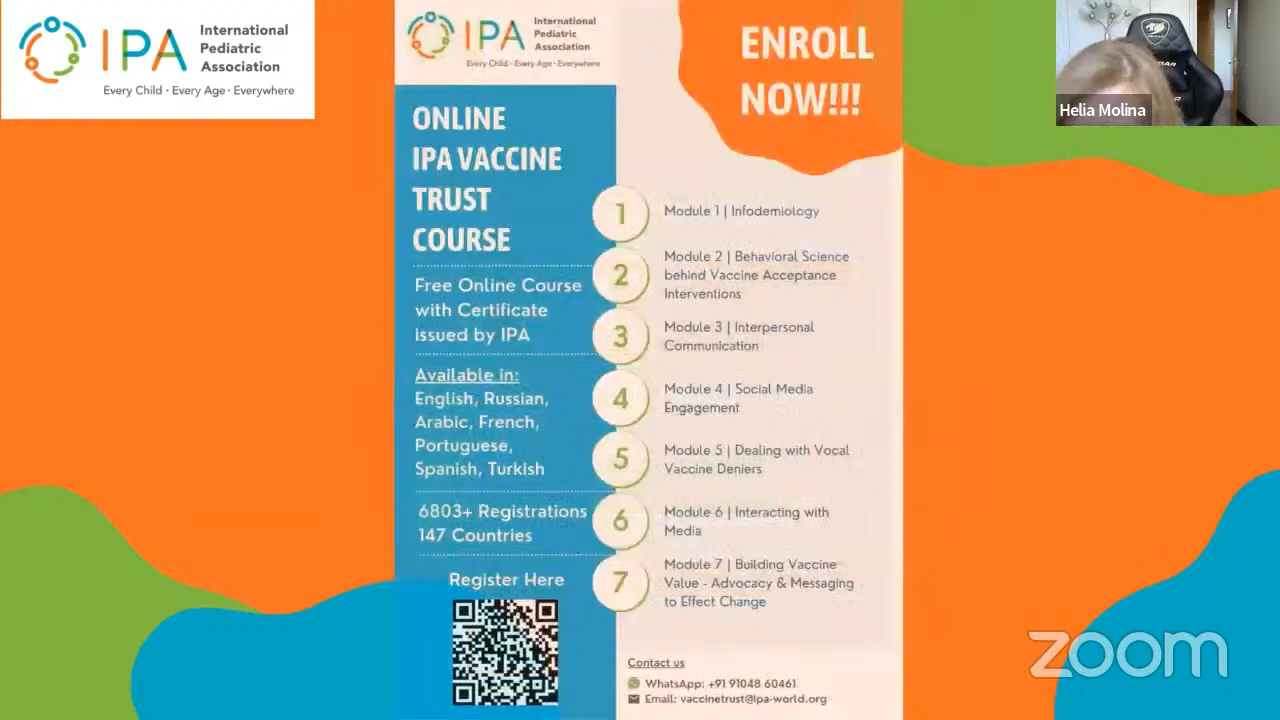 IPA
International
Pediatric
Association
Every Child · Every Age · Everywhere
IPA
International
Pediatric
Association
Every Child · Every Age · Everywhere
ENROLL
NOW!!!
Helia Molina
ONLINE
IPA VACCINE
TRUST
COURSE
Free Online Course
with Certificate
issued by IPA
Available in:
English, Russian,
Arabic, French,
Portuguese,
Spanish, Turkish
6803+ Registrations
147 Countries
Register Here
1
Module 1 | Infodemiology
2
Module 2 | Behavioral Science
behind Vaccine Acceptance
Interventions
3
Module 3 | Interpersonal
Communication
4
Module 4 | Social Media
Engagement
5
Module 5 | Dealing with Vocal
Vaccine Deniers
6
Module 6 | Interacting with
Media
7
Module 7 | Building Vaccine
Value - Advocacy & Messaging
to Effect Change
Contact us
WhatsApp: +91 91048 60461
Email: vaccinetrust@ipa-world.org
zoom